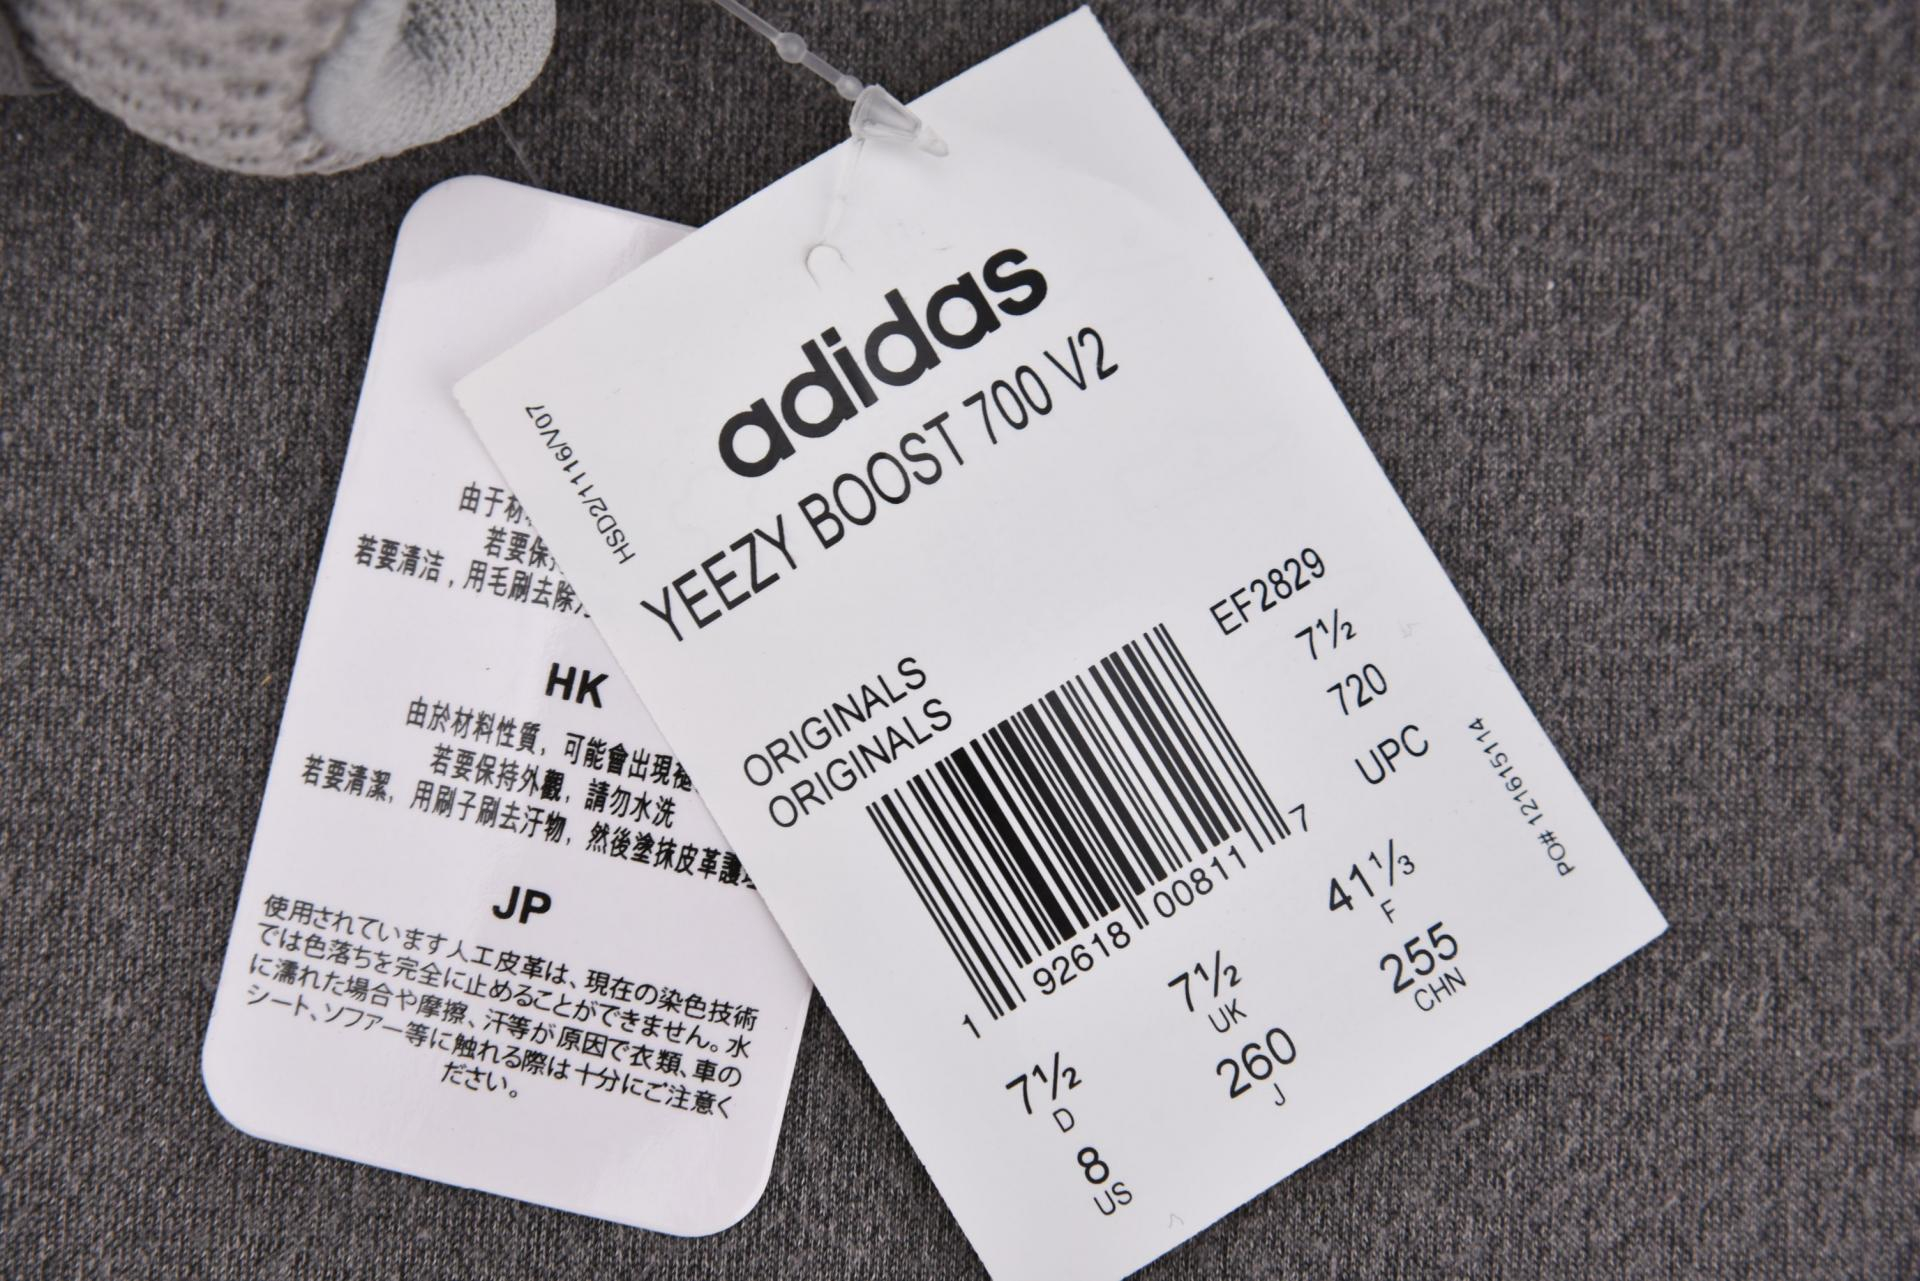 adidas
YEEZY BOOST 700 V2
HSD2/1116/V07
ORIGINALS
ORIGINALS
EF2829
7½
720
UPC
1 92618 00811 7
PO# 121615114
7½
D
7½
UK
41⅓
F
8
US
260
J
255
CHN
由于材
若要保
若要清洁，用毛刷去除
HK
由於材料性質，可能會出現
若要保持外觀，請勿水洗
若要清潔，用刷子刷去汙物，然後塗抹皮革護
JP
使用されています人工皮革は、現在の染色技術
では色落ちを完全に止めることができません。水
に濡れた場合や摩擦、汗等が原因で衣類、車の
シート、ソファー等に触れる際は十分にご注意く
ださい。